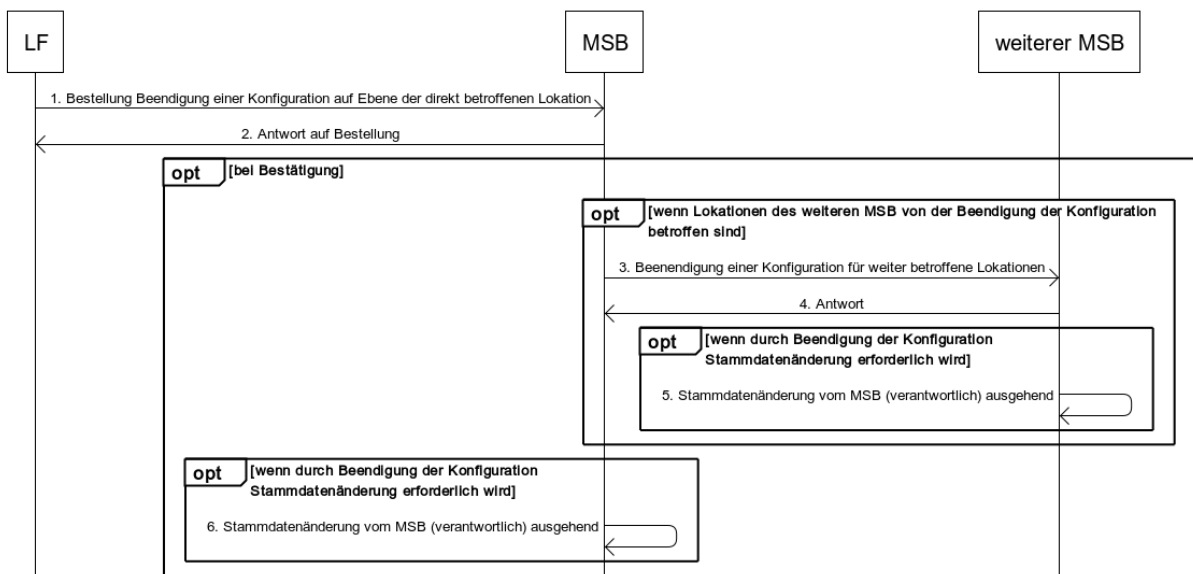 LF
MSB
weiterer MSB
1. Bestellung Beendigung einer Konfiguration auf Ebene der direkt betroffenen Lokation
2. Antwort auf Bestellung
opt
[bei Bestätigung]
opt
[wenn Lokationen des weiteren MSB von der Beendigung der Konfiguration
betroffen sind]
3. Beenendigung einer Konfiguration für weiter betroffene Lokationen
4. Antwort
opt
[wenn durch Beendigung der Konfiguration
Stammdatenänderung erforderlich wird]
5. Stammdatenänderung vom MSB (verantwortlich) ausgehend
opt
[wenn durch Beendigung der Konfiguration
Stammdatenänderung erforderlich wird]
6. Stammdatenänderung vom MSB (verantwortlich) ausgehend